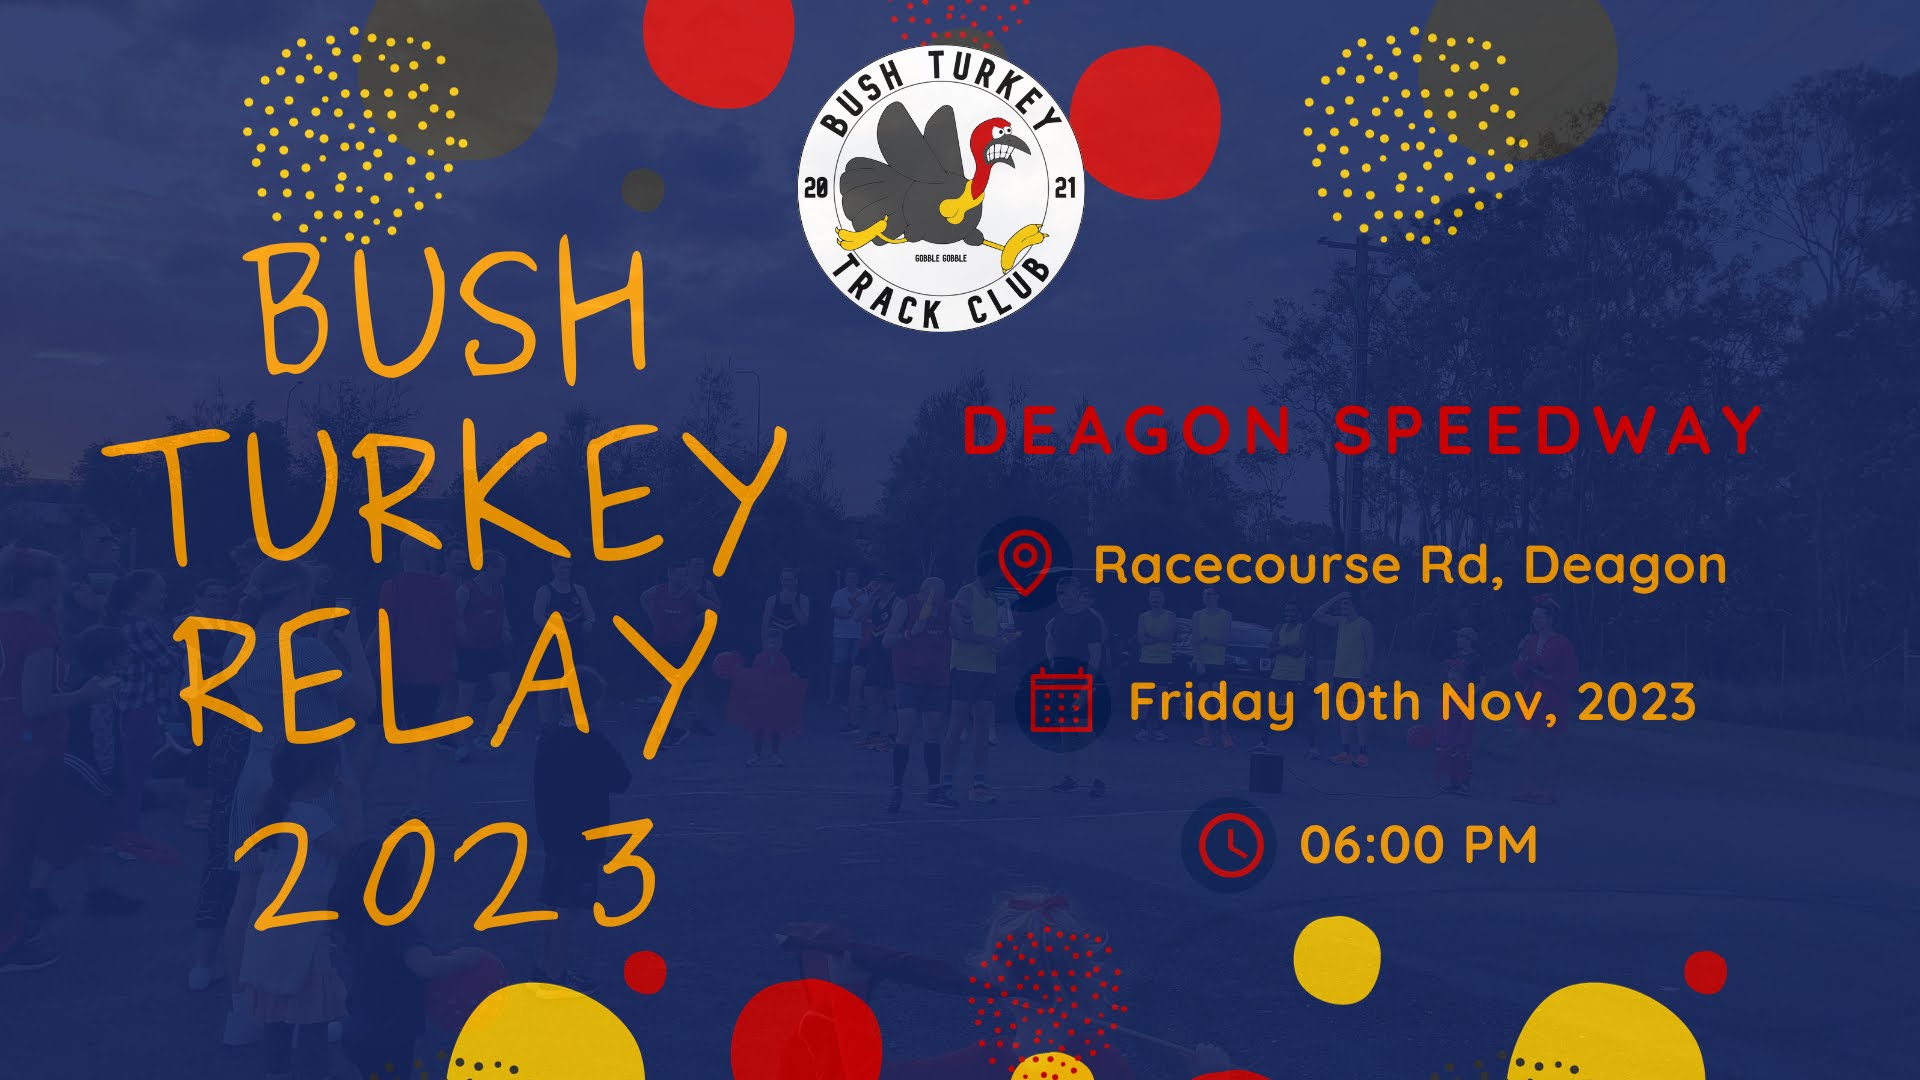 BUSH TURKEY
20 21
GOBBLE GOBBLE
TRACK CLUB
BUSH
TURKEY
RELAY
2023
DEAGON SPEEDWAY
Racecourse Rd, Deagon
Friday 10th Nov, 2023
06:00 PM